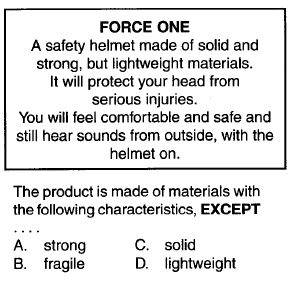 FORCE ONE
A safety helmet made of solid and
strong, but lightweight materials.
It will protect your head from
serious injuries.
You will feel comfortable and safe and
still hear sounds from outside, with the
helmet on.
The product is made of materials with
the following characteristics, EXCEPT
....
A. strong C. solid
B. fragile D. lightweight